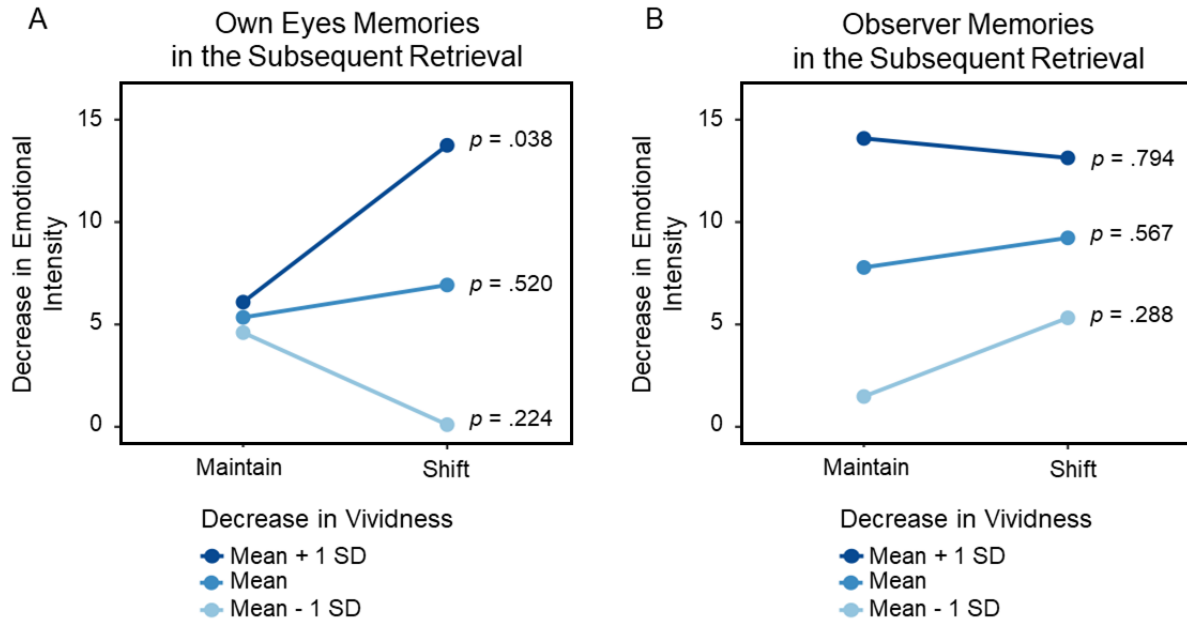 A
Own Eyes Memories
in the Subsequent Retrieval
Decrease in Emotional
Intensity
15
10
5
0
p = .038
p = .520
p = .224
Maintain
Shift
Decrease in Vividness
Mean + 1 SD
Mean
Mean - 1 SD
B
Observer Memories
in the Subsequent Retrieval
Decrease in Emotional
Intensity
15
10
5
0
p = .794
p = .567
p = .288
Maintain
Shift
Decrease in Vividness
Mean + 1 SD
Mean
Mean - 1 SD